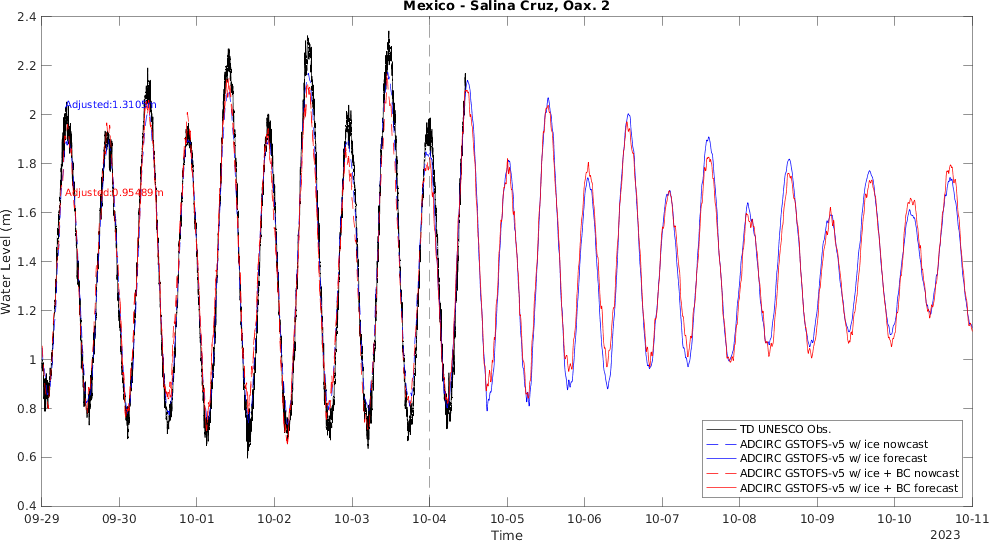 Mexico - Salina Cruz, Oax. 2
2.4
2.2
2
1.8
1.6
1.4
1.2
1
0.8
0.6
0.4
Water Level (m)
Adjusted:1.3105m
Adjusted:0.95489m
TD UNESCO Obs.
ADCIRC GSTOFS-v5 w/ ice nowcast
ADCIRC GSTOFS-v5 w/ ice forecast
ADCIRC GSTOFS-v5 w/ ice + BC nowcast
ADCIRC GSTOFS-v5 w/ ice + BC forecast
09-29 09-30 10-01 10-02 10-03 10-04 10-05 10-06 10-07 10-08 10-09 10-10 10-11
Time
2023